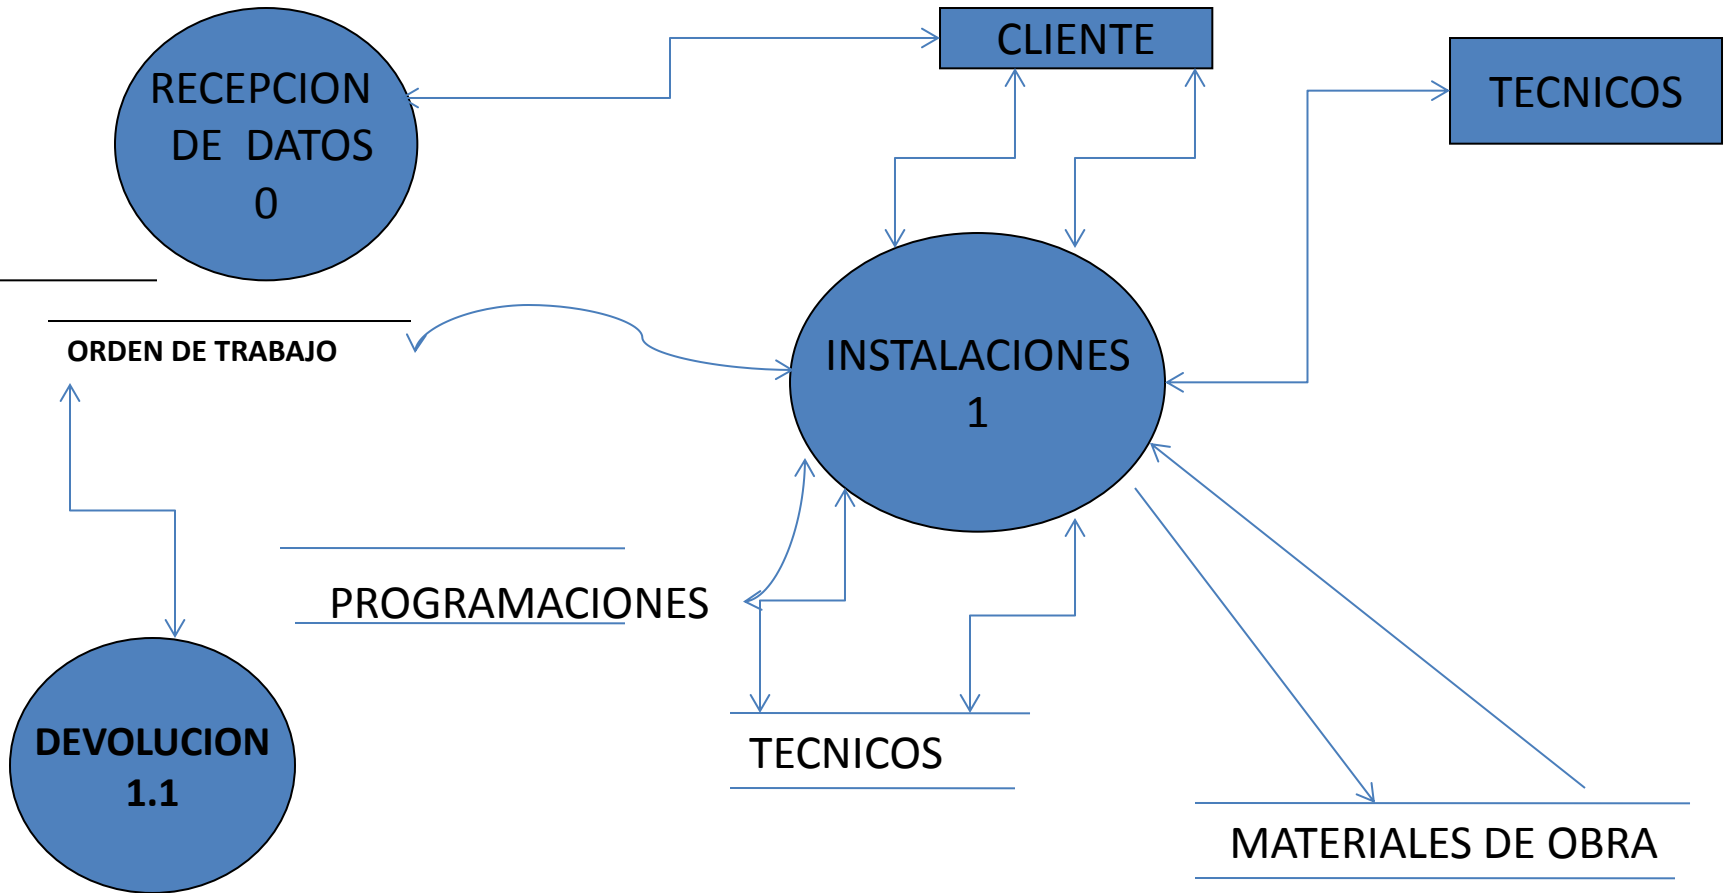 RECEPCION
DE DATOS
0
CLIENTE
TECNICOS
ORDEN DE TRABAJO
INSTALACIONES
1
PROGRAMACIONES
DEVOLUCION
1.1
TECNICOS
MATERIALES DE OBRA